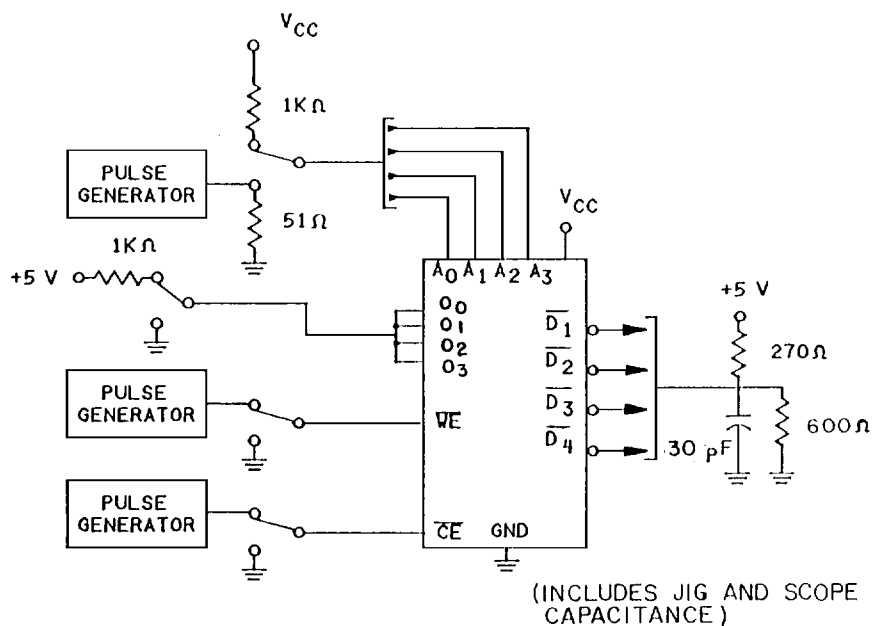 VCC
1KΩ
PULSE
GENERATOR
51Ω
VCC
1KΩ
+5 V
A0 A1 A2 A3
O0
O1
O2
O3
D1
D2
D3
D4
+5 V
270Ω
600Ω
30 pF
PULSE
GENERATOR
WE
PULSE
GENERATOR
CE
GND
(INCLUDES JIG AND SCOPE
CAPACITANCE)